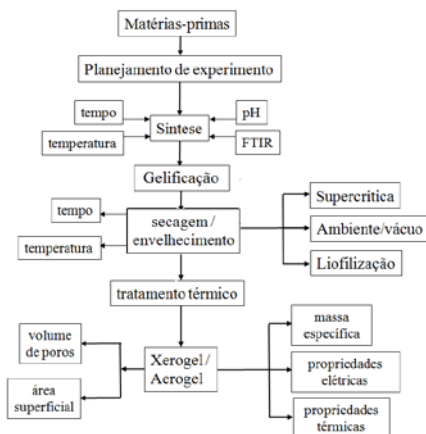 Matérias-primas
Planejamento de experimento
tempo
pH
Síntese
temperatura
FTIR
Gelificação
tempo
secagem /
envelhecimento
temperatura
Supercrítica
Ambiente/vácuo
Liofilização
tratamento térmico
volume
de poros
Xerogel /
Aerogel
área
superficial
massa
específica
propriedades
elétricas
propriedades
térmicas